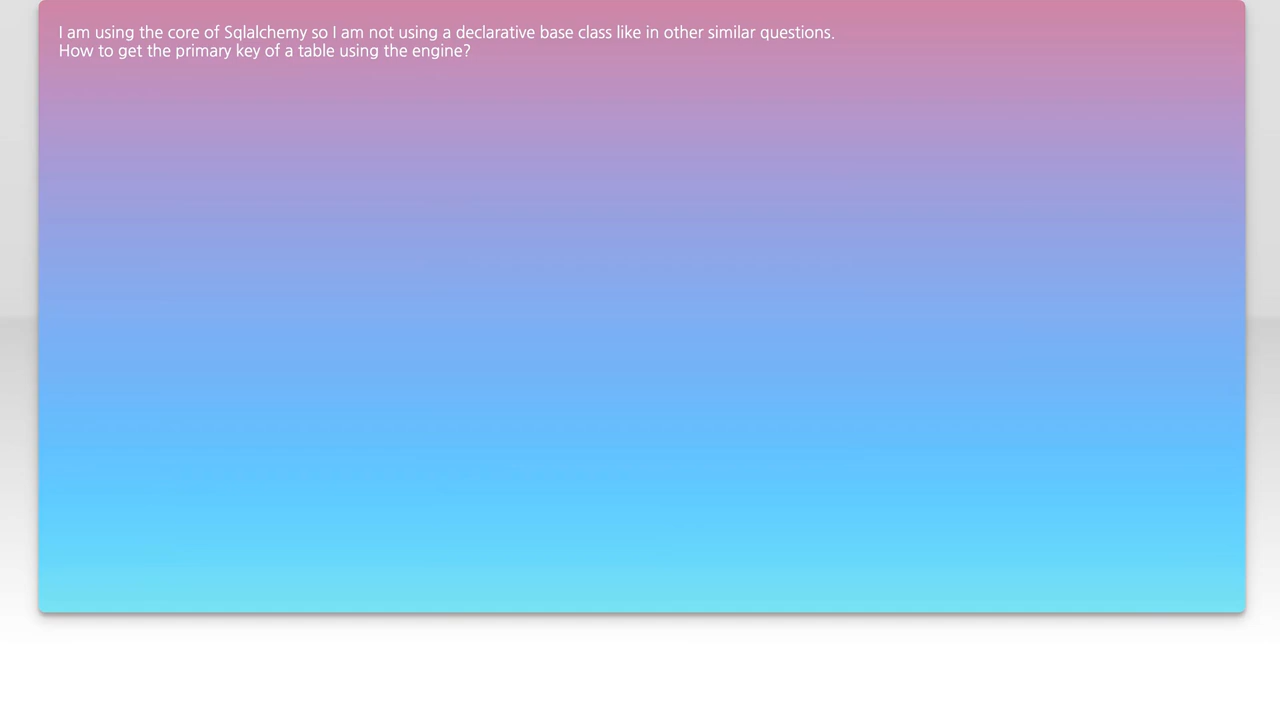 I am using the core of Sqlalchemy so I am not using a declarative base class like in other similar questions.
How to get the primary key of a table using the engine?